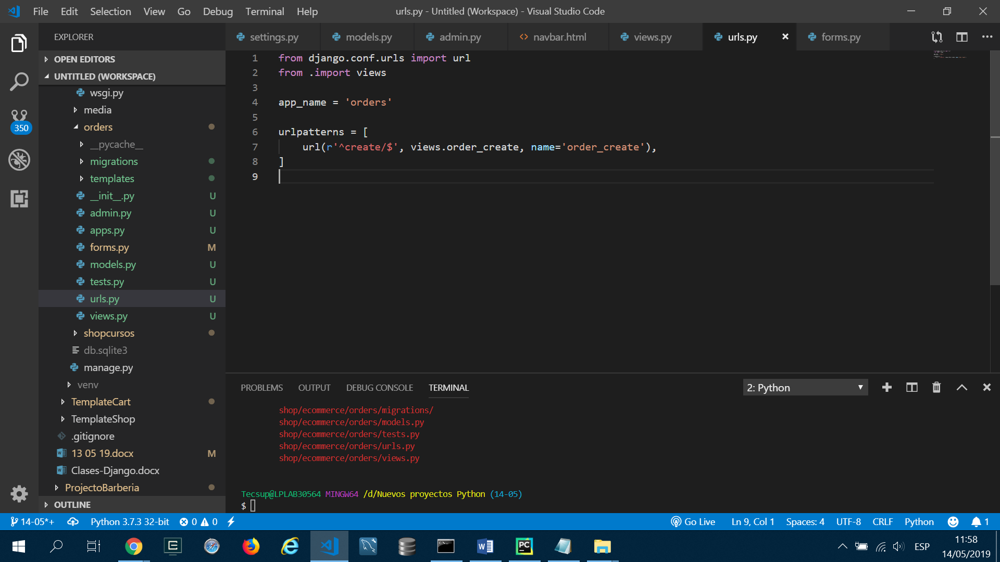 File Edit Selection View Go Debug Terminal Help
urls.py - Untitled (Workspace) - Visual Studio Code
EXPLORER
settings.py
models.py
admin.py
navbar.html
views.py
urls.py
forms.py
OPEN EDITORS
UNTITLED (WORKSPACE)
wsgi.py
media
orders
__pycache__
migrations
templates
__init__.py U
admin.py U
apps.py U
forms.py M
models.py U
tests.py U
urls.py U
views.py U
shopcursos
db.sqlite3
manage.py
venv
TemplateCart
TemplateShop
.gitignore
13 05 19.docx M
Clases-Django.docx
ProjectoBarberia
OUTLINE
350
1 from django.conf.urls import url
2 from .import views
3
4 app_name = 'orders'
5
6 urlpatterns = [
7 url(r'^create/$', views.order_create, name='order_create'),
8 ]
9
PROBLEMS OUTPUT DEBUG CONSOLE TERMINAL
2: Python
shop/ecommerce/orders/migrations/
shop/ecommerce/orders/models.py
shop/ecommerce/orders/tests.py
shop/ecommerce/orders/urls.py
shop/ecommerce/orders/views.py
Tecsup@LPLAB30564 MINGW64 /d/Nuevos proyectos Python (14-05)
$
14-05*+ Python 3.7.3 32-bit 0 0 Go Live Ln 9, Col 1 Spaces: 4 UTF-8 CRLF Python 1
ESP
11:58
14/05/2019